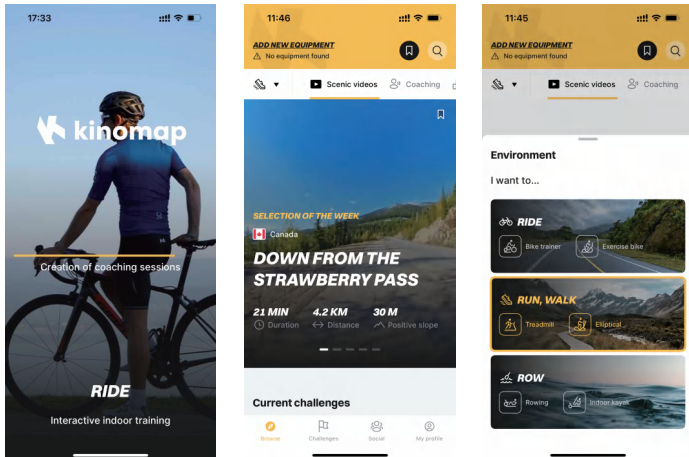 17:33
kinomap
Création of coaching sessions
RIDE
Interactive indoor training
11:46
ADD NEW EQUIPMENT
No equipment found
Scenic videos
Coaching
SELECTION OF THE WEEK
Canada
DOWN FROM THE
STRAWBERRY PASS
21 MIN 4.2 KM 30 M
Duration Distance Positive slope
Current challenges
Browse Challenges Social My profile
11:45
ADD NEW EQUIPMENT
No equipment found
Scenic videos
Coaching
Environment
I want to...
RIDE
Bike trainer Exercise bike
RUN, WALK
Treadmill Elliptical
ROW
Rowing Indoor kayak